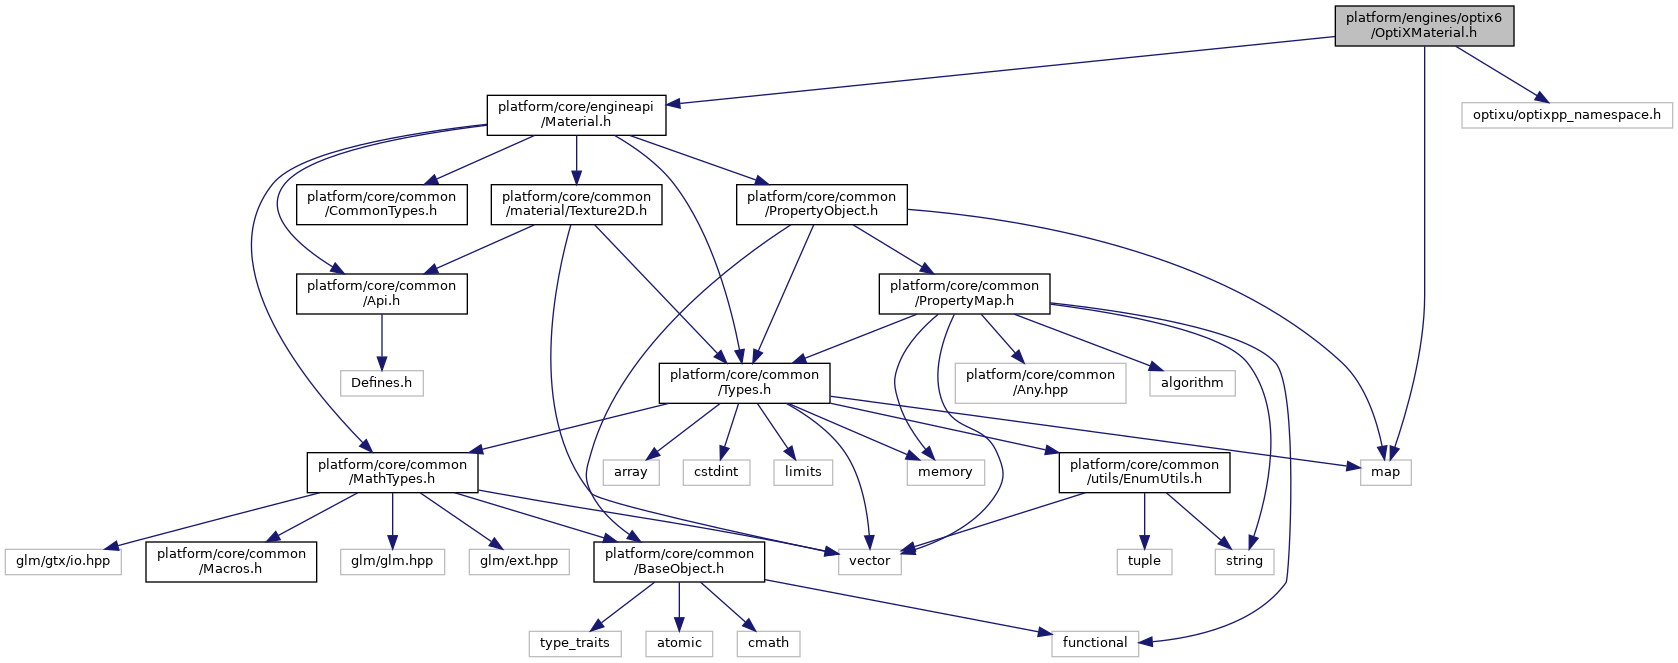 platform/engines/optix6
/OptiXMaterial.h
platform/core/engineapi
/Material.h
optixu/optixpp_namespace.h
platform/core/common
/CommonTypes.h
platform/core/common
/material/Texture2D.h
platform/core/common
/PropertyObject.h
platform/core/common
/Api.h
platform/core/common
/PropertyMap.h
Defines.h
platform/core/common
/Types.h
platform/core/common
/Any.hpp
algorithm
platform/core/common
/MathTypes.h
array
cstdint
limits
memory
platform/core/common
/utils/EnumUtils.h
map
glm/gtx/io.hpp
platform/core/common
/Macros.h
glm/glm.hpp
glm/ext.hpp
platform/core/common
/BaseObject.h
vector
tuple
string
type_traits
atomic
cmath
functional